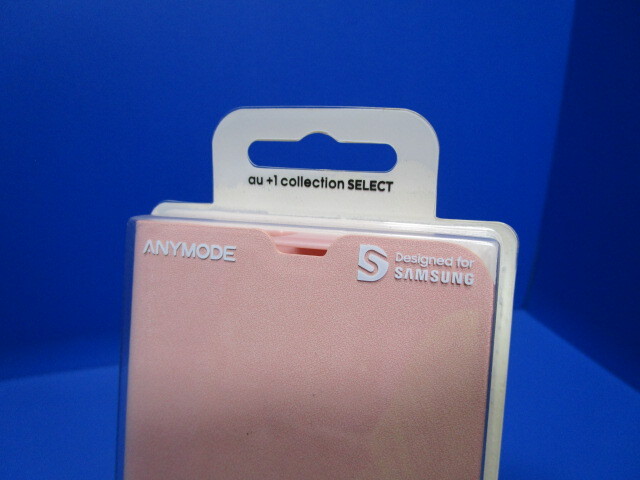 au +1 collection SELECT
ANYMODE
Designed for
SAMSUNG